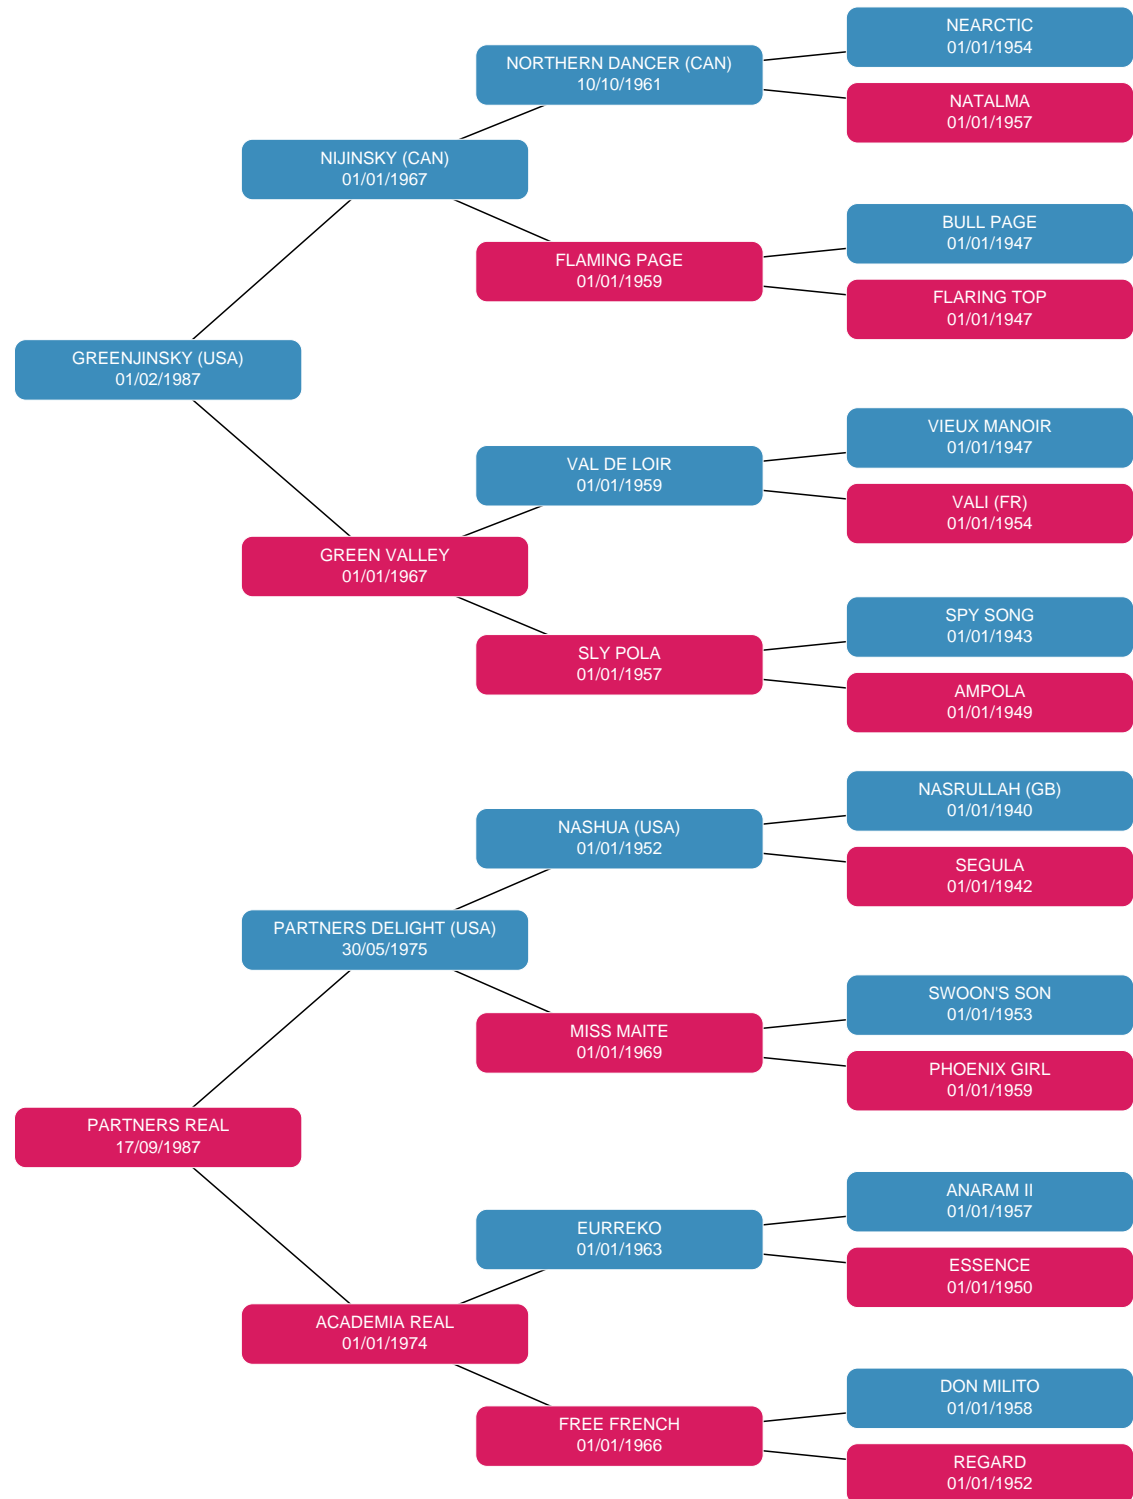 NEARCTIC
01/01/1954
NORTHERN DANCER (CAN)
10/10/1961
NATALMA
01/01/1957
NIJINSKY (CAN)
01/01/1967
BULL PAGE
01/01/1947
FLAMING PAGE
01/01/1959
FLARING TOP
01/01/1947
GREENJINSKY (USA)
01/02/1987
VIEUX MANOIR
01/01/1947
VAL DE LOIR
01/01/1959
VALI (FR)
01/01/1954
GREEN VALLEY
01/01/1967
SPY SONG
01/01/1943
SLY POLA
01/01/1957
AMPOLA
01/01/1949
NASRULLAH (GB)
01/01/1940
NASHUA (USA)
01/01/1952
SEGULA
01/01/1942
PARTNERS DELIGHT (USA)
30/05/1975
SWOON'S SON
01/01/1953
MISS MAITE
01/01/1969
PHOENIX GIRL
01/01/1959
PARTNERS REAL
17/09/1987
ANARAM II
01/01/1957
EURREKO
01/01/1963
ESSENCE
01/01/1950
ACADEMIA REAL
01/01/1974
DON MILITO
01/01/1958
FREE FRENCH
01/01/1966
REGARD
01/01/1952